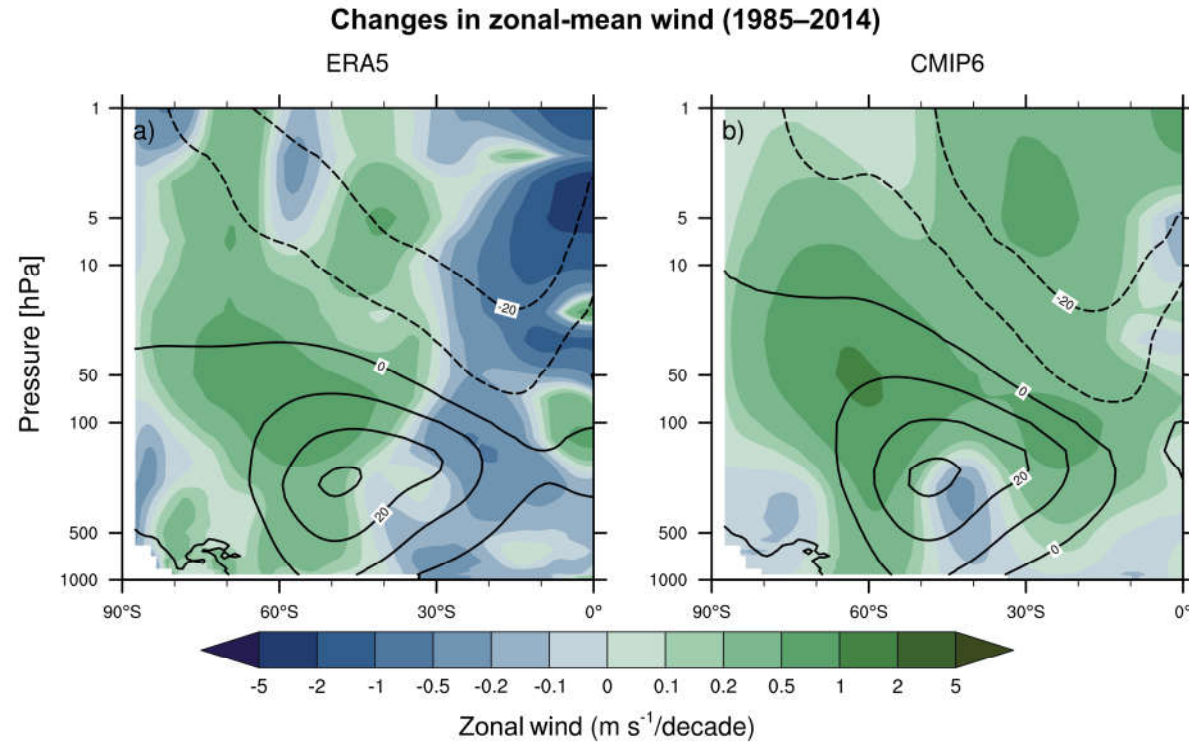 Changes in zonal-mean wind (1985–2014)
ERA5
CMIP6
a)
b)
Pressure [hPa]
1
5
10
50
100
500
1000
1
5
10
50
100
500
1000
-20
0
20
-20
0
20
0
90°S 60°S 30°S 0°
90°S 60°S 30°S 0°
-5 -2 -1 -0.5 -0.2 -0.1 0 0.1 0.2 0.5 1 2 5
Zonal wind (m s⁻¹/decade)